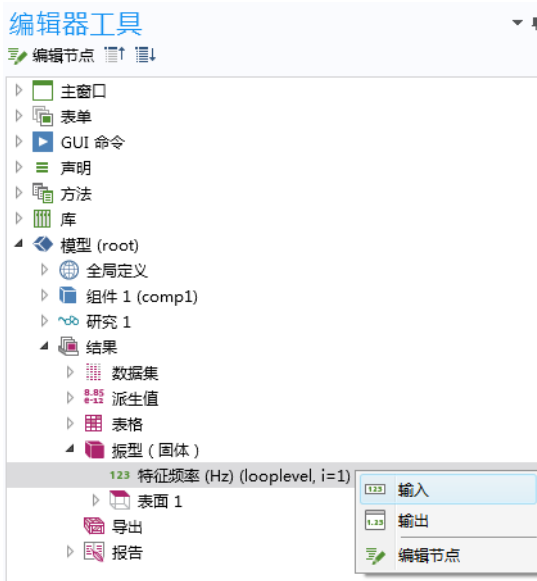 编辑器工具
编辑节点
主窗口
表单
GUI 命令
声明
方法
库
模型 (root)
全局定义
组件 1 (comp1)
研究 1
结果
数据集
8.85
e-12 派生值
表格
振型 ( 固体 )
123 特征频率 (Hz) (looplevel, i=1)
123 输入
表面 1
1.23 输出
导出
编辑节点
报告